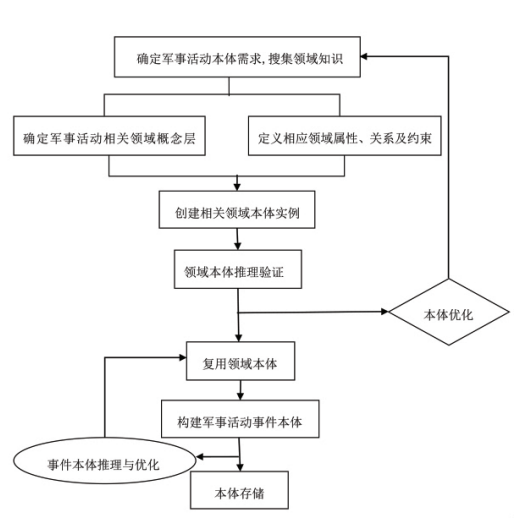 确定军事活动本体需求,搜集领域知识
确定军事活动相关领域概念层
定义相应领域属性、关系及约束
创建相关领域本体实例
领域本体推理验证
本体优化
复用领域本体
构建军事活动事件本体
事件本体推理与优化
本体存储